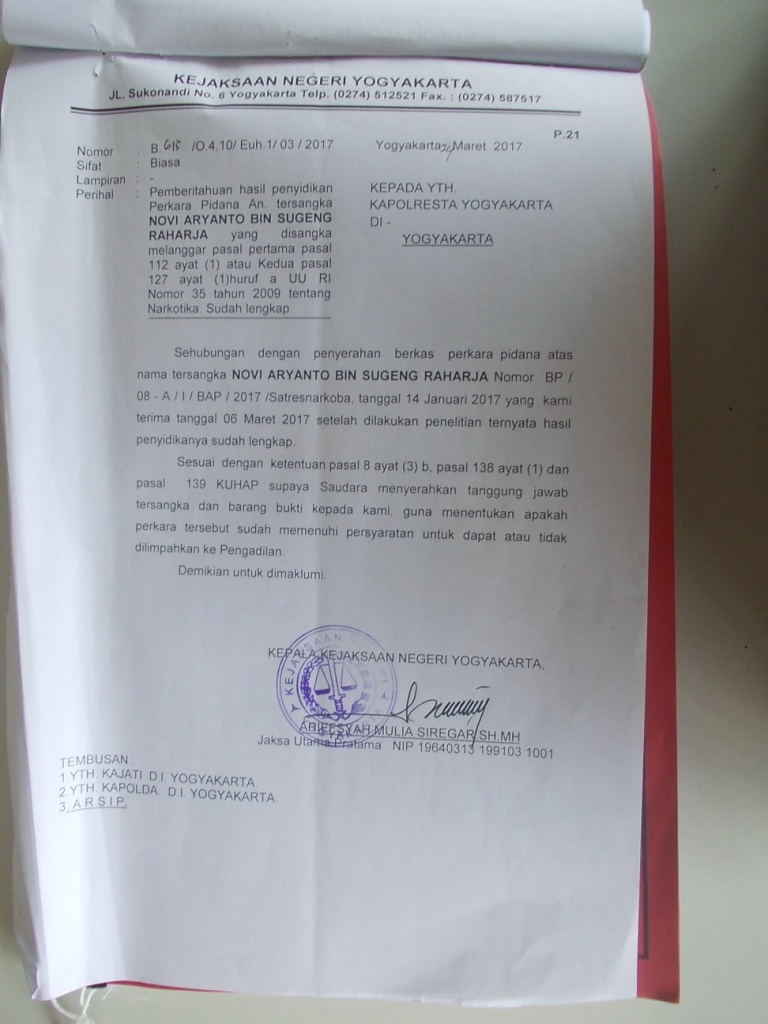 KEJAKSAAN NEGERI YOGYAKARTA
JL. Sukonandi No. 6 Yogyakarta Telp. (0274) 512521 Fax. : (0274) 587517
P.21
Nomor : B. /O.4.10/ Euh.1/ 03 / 2017
Yogyakarta, Maret 2017
Sifat : Biasa
Lampiran : -
Perihal : Pemberitahuan hasil penyidikan
Perkara Pidana An. tersangka
NOVI ARYANTO BIN SUGENG
RAHARJA yang disangka
melanggar pasal pertama pasal
112 ayat (1) atau Kedua pasal
127 ayat (1)huruf a UU RI
Nomor 35 tahun 2009 tentang
Narkotika. Sudah lengkap.
KEPADA YTH.
KAPOLRESTA YOGYAKARTA
DI -
YOGYAKARTA
Sehubungan dengan penyerahan berkas perkara pidana atas
nama tersangka NOVI ARYANTO BIN SUGENG RAHARJA Nomor BP /
08 - A / I / BAP / 2017 /Satresnarkoba, tanggal 14 Januari 2017 yang kami
terima tanggal 06 Maret 2017 setelah dilakukan penelitian ternyata hasil
penyidikanya sudah lengkap.
Sesuai dengan ketentuan pasal 8 ayat (3) b, pasal 138 ayat (1) dan
pasal 139 KUHAP supaya Saudara menyerahkan tanggung jawab
tersangka dan barang bukti kepada kami, guna menentukan apakah
perkara tersebut sudah memenuhi persyaratan untuk dapat atau tidak
dilimpahkan ke Pengadilan.
Demikian untuk dimaklumi.
KEPALA KEJAKSAAN NEGERI YOGYAKARTA,
KEJAKSAAN
ARIEFSYAH MULIA SIREGAR,SH.MH
Jaksa Utama Pratama NIP 19640313 199103 1001
TEMBUSAN :
1.YTH. KAJATI D.I. YOGYAKARTA.
2 YTH. KAPOLDA. D.I. YOGYAKARTA.
3. A R S I P.